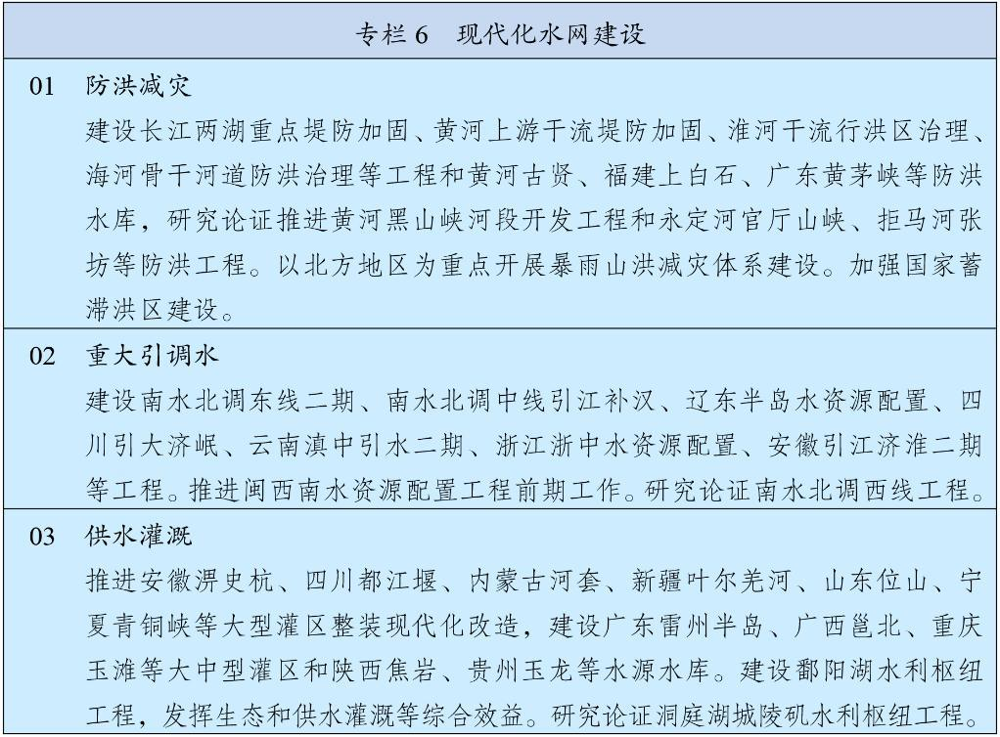 专栏 6　现代化水网建设
01　防洪减灾
建设长江两湖重点堤防加固、黄河上游干流堤防加固、淮河干流行洪区治理、
海河骨干河道防洪治理等工程和黄河古贤、福建上白石、广东黄茅峡等防洪
水库，研究论证推进黄河黑山峡河段开发工程和永定河官厅山峡、拒马河张
坊等防洪工程。以北方地区为重点开展暴雨山洪减灾体系建设。加强国家蓄
滞洪区建设。
02　重大引调水
建设南水北调东线二期、南水北调中线引江补汉、辽东半岛水资源配置、四
川引大济岷、云南滇中引水二期、浙江浙中水资源配置、安徽引江济淮二期
等工程。推进闽西南水资源配置工程前期工作。研究论证南水北调西线工程。
03　供水灌溉
推进安徽淠史杭、四川都江堰、内蒙古河套、新疆叶尔羌河、山东位山、宁
夏青铜峡等大型灌区整装现代化改造，建设广东雷州半岛、广西邕北、重庆
玉滩等大中型灌区和陕西焦岩、贵州玉龙等水源水库。建设鄱阳湖水利枢纽
工程，发挥生态和供水灌溉等综合效益。研究论证洞庭湖城陵矶水利枢纽工程。